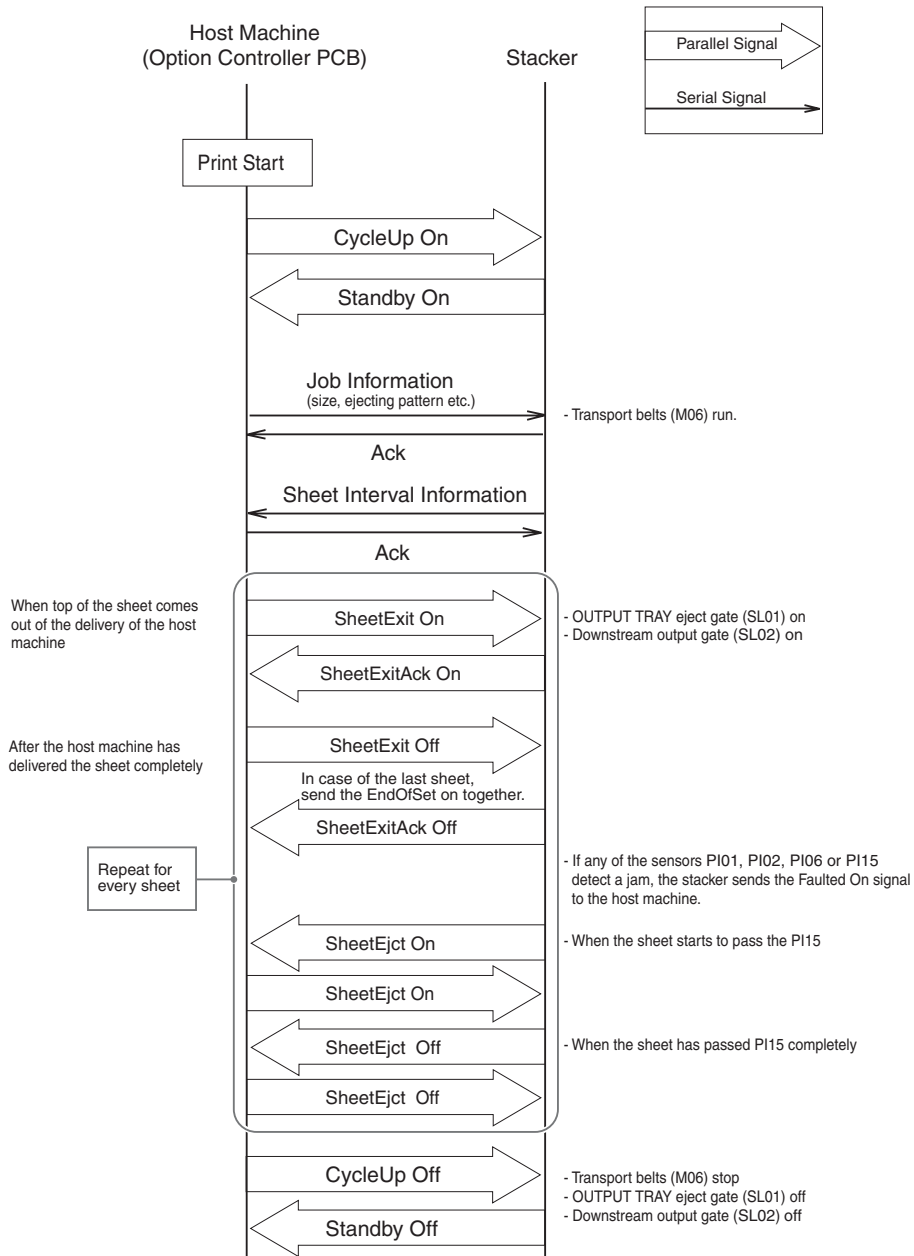 Host Machine
(Option Controller PCB)
Stacker
Parallel Signal
Serial Signal
Print Start
CycleUp On
Standby On
Job Information
(size, ejecting pattern etc.)
- Transport belts (M06) run.
Ack
Sheet Interval Information
Ack
When top of the sheet comes
out of the delivery of the host
machine
SheetExit On
- OUTPUT TRAY eject gate (SL01) on
- Downstream output gate (SL02) on
SheetExitAck On
After the host machine has
delivered the sheet completely
SheetExit Off
In case of the last sheet,
send the EndOfSet on together.
SheetExitAck Off
Repeat for
every sheet
- If any of the sensors PI01, PI02, PI06 or PI15
detect a jam, the stacker sends the Faulted On signal
to the host machine.
SheetEjct On
- When the sheet starts to pass the PI15
SheetEjct On
SheetEjct Off
- When the sheet has passed PI15 completely
SheetEjct Off
CycleUp Off
- Transport belts (M06) stop
- OUTPUT TRAY eject gate (SL01) off
- Downstream output gate (SL02) off
Standby Off